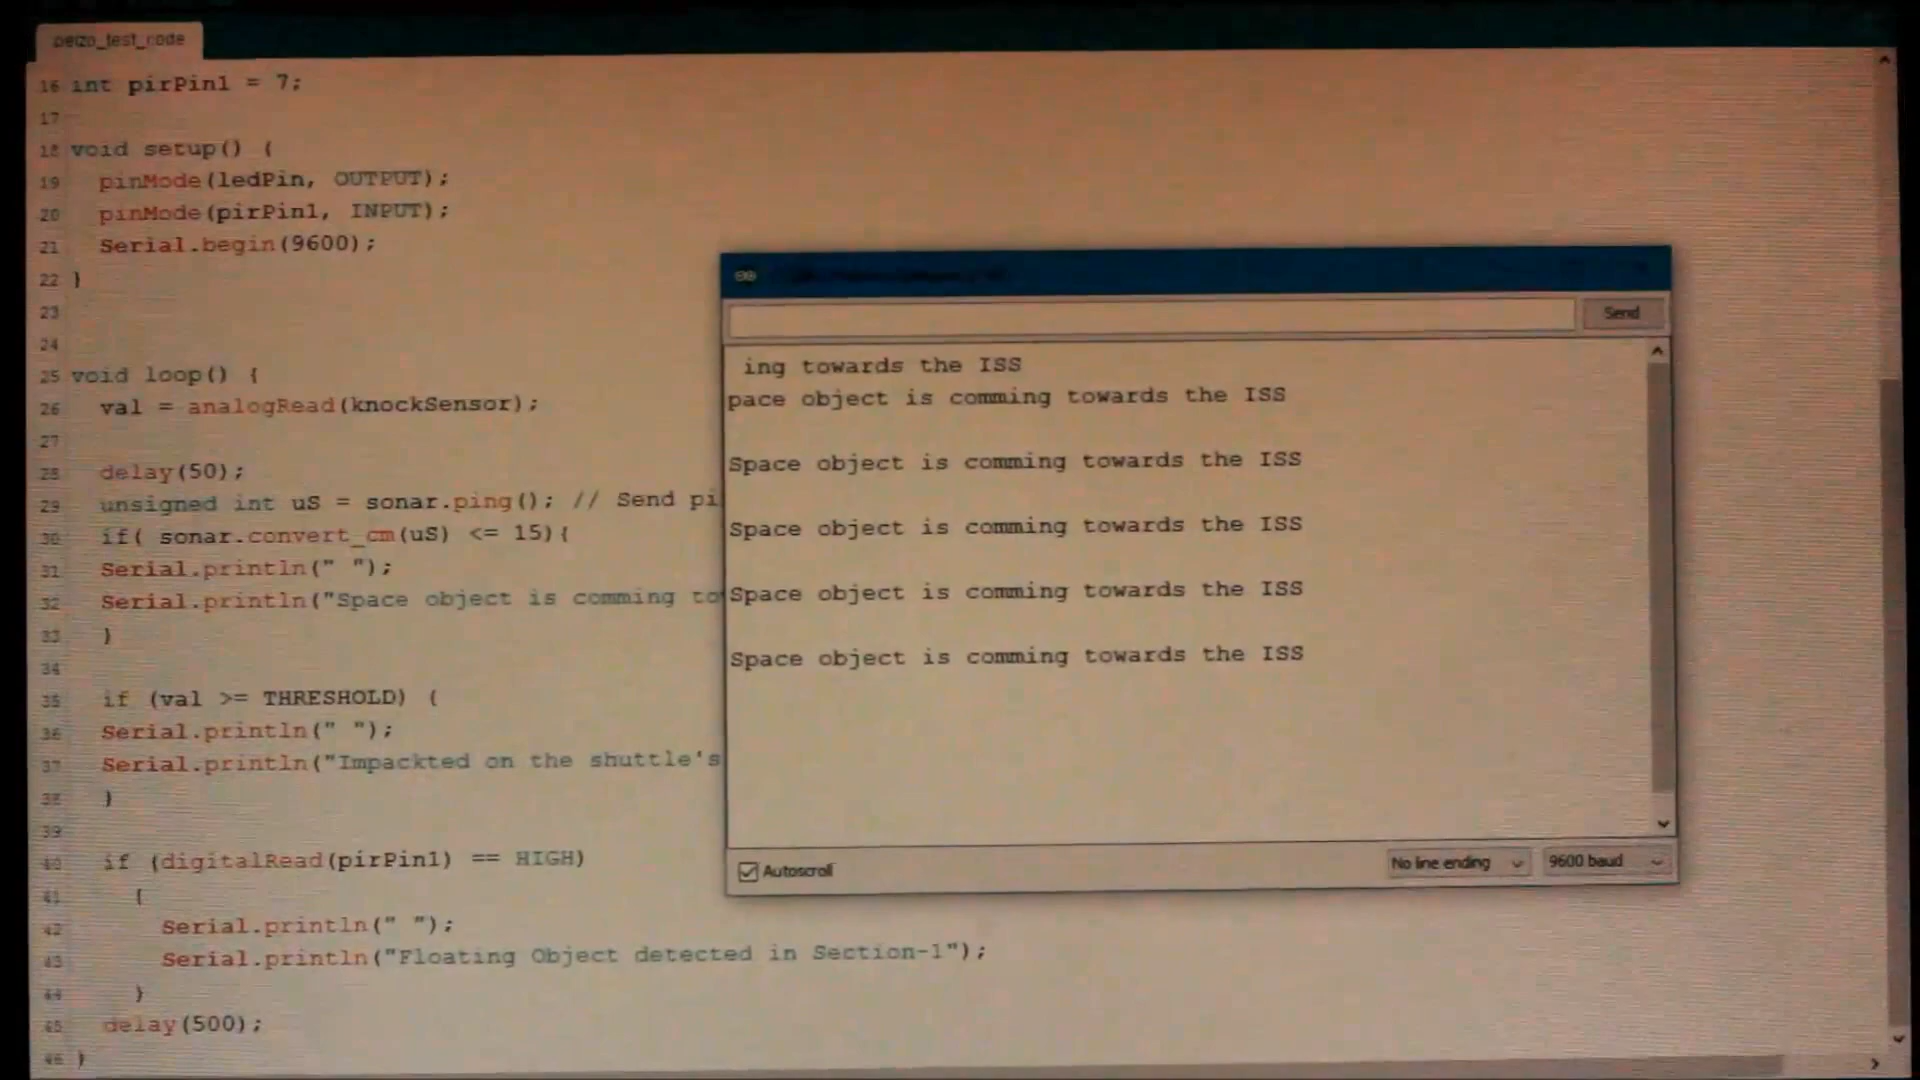 peizo_test_code
16 int pirPin1 = 7;
17
18 void setup() {
19 pinMode(ledPin, OUTPUT);
20 pinMode(pirPin1, INPUT);
21 Serial.begin(9600);
22 }
23
24
25 void loop() {
26 val = analogRead(knockSensor);
27
28 delay(50);
29 unsigned int uS = sonar.ping(); // Send pi
30 if( sonar.convert_cm(uS) <= 15){
31 Serial.println(" ");
32 Serial.println("Space object is comming to
33 }
34
35 if (val >= THRESHOLD) {
36 Serial.println(" ");
37 Serial.println("Impackted on the shuttle's
38 }
39
40 if (digitalRead(pirPin1) == HIGH)
41 {
42 Serial.println(" ");
43 Serial.println("Floating Object detected in Section-1");
44 }
45 delay(500);
46 }
Send
ing towards the ISS
pace object is comming towards the ISS
Space object is comming towards the ISS
Space object is comming towards the ISS
Space object is comming towards the ISS
Space object is comming towards the ISS
Autoscroll
No line ending
9600 baud